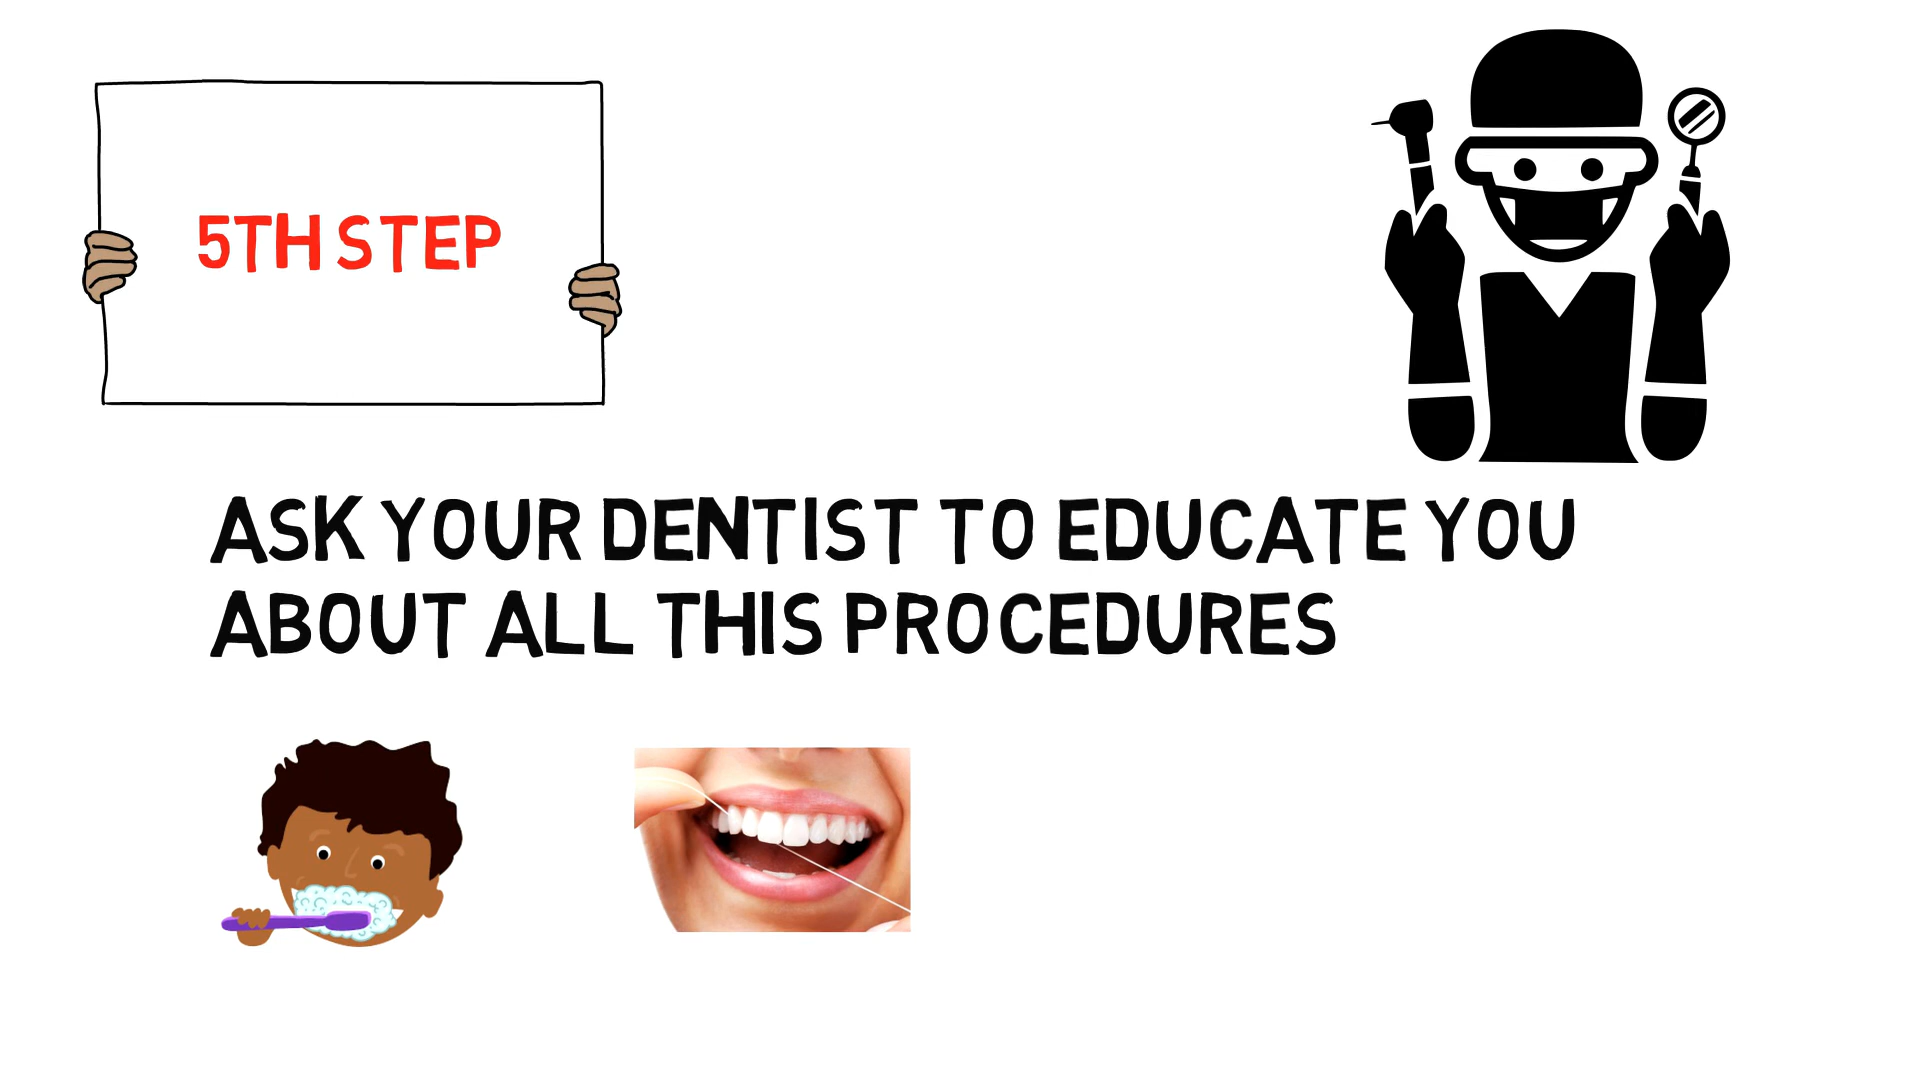 5TH STEP
ASK YOUR DENTIST TO EDUCATE YOU
ABOUT ALL THIS PROCEDURES